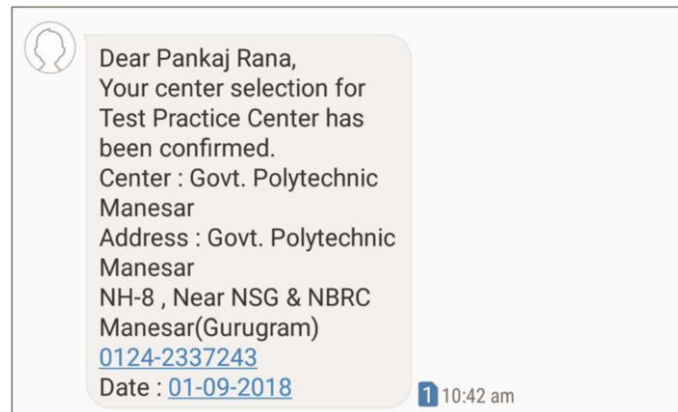 Dear Pankaj Rana,
Your center selection for
Test Practice Center has
been confirmed.
Center : Govt. Polytechnic
Manesar
Address : Govt. Polytechnic
Manesar
NH-8 , Near NSG & NBRC
Manesar(Gurugram)
0124-2337243
Date : 01-09-2018
1 10:42 am